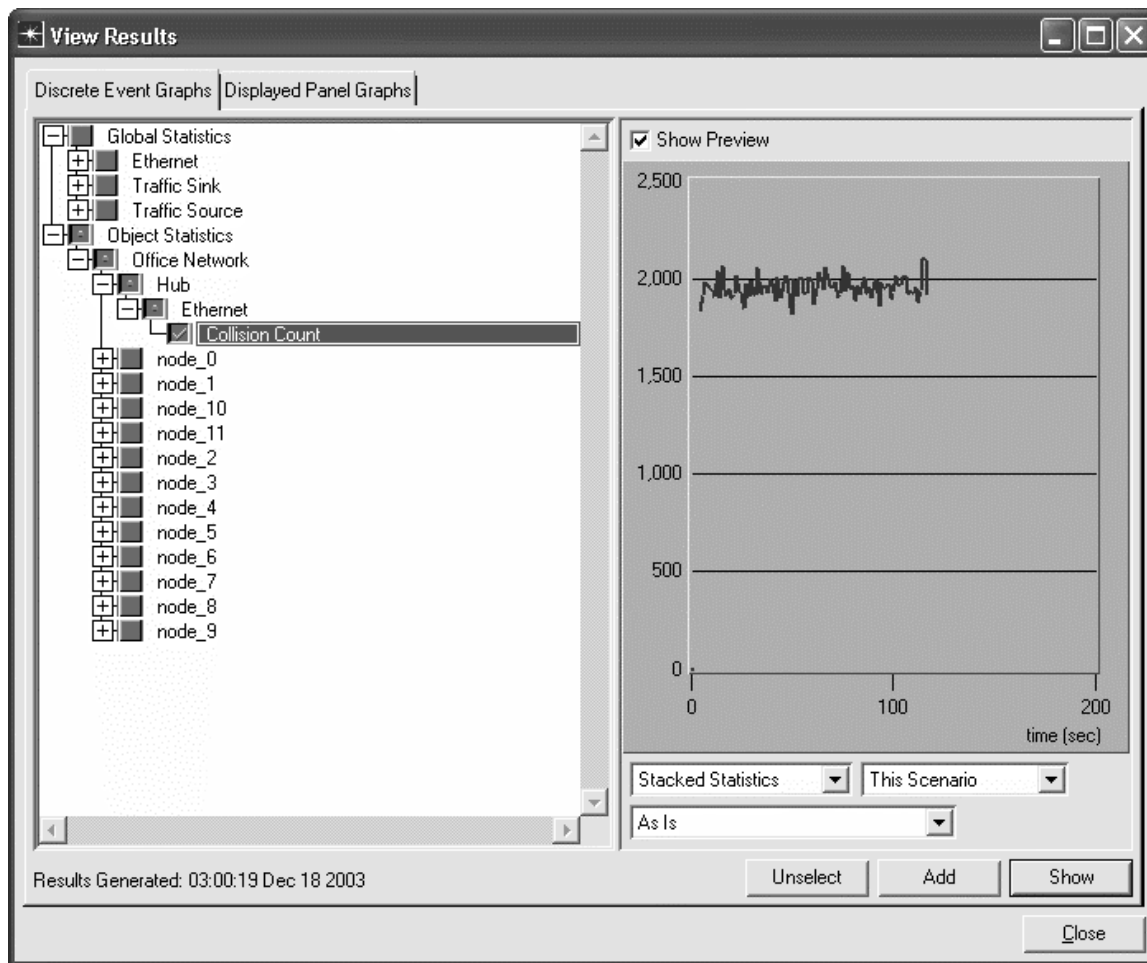 View Results
Discrete Event Graphs Displayed Panel Graphs
Global Statistics
Ethernet
Traffic Sink
Traffic Source
Object Statistics
Office Network
Hub
Ethernet
Collision Count
node_0
node_1
node_10
node_11
node_2
node_3
node_4
node_5
node_6
node_7
node_8
node_9
Show Preview
2,500
2,000
1,500
1,000
500
0
0 100 200
time (sec)
Stacked Statistics This Scenario
As Is
Results Generated: 03:00:19 Dec 18 2003
Unselect Add Show
Close